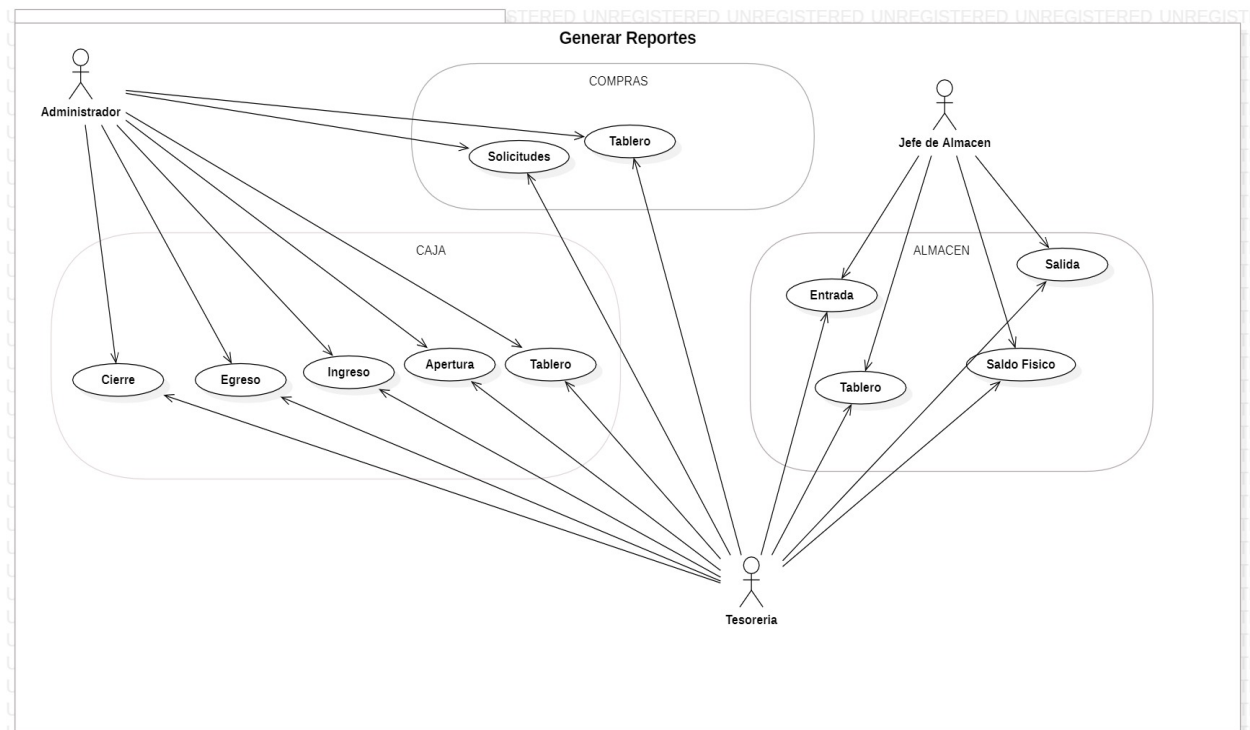 STERED UNREGISTERED UNREGISTERED UNREGISTERED UNREGIST
Generar Reportes
COMPRAS
Administrador
Tablero
Solicitudes
Jefe de Almacen
CAJA
ALMACEN
Salida
Entrada
Cierre
Egreso
Ingreso
Apertura
Tablero
Tablero
Saldo Fisico
Tesoreria